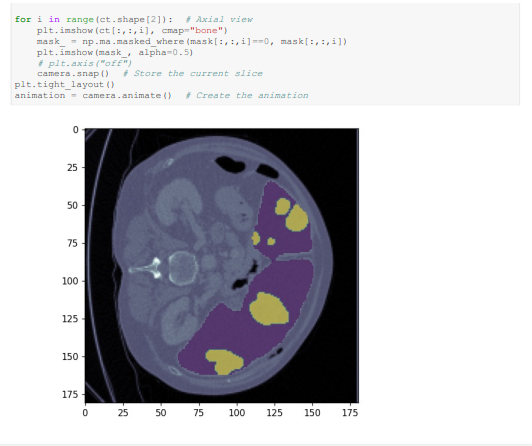 for i in range(ct.shape[2]):  # Axial view
    plt.imshow(ct[:,:,i], cmap="bone")
    mask_ = np.ma.masked_where(mask[:,:,i]==0, mask[:,:,i])
    plt.imshow(mask_, alpha=0.5)
    # plt.axis("off")
    camera.snap()  # Store the current slice
plt.tight_layout()
animation = camera.animate()  # Create the animation
0
25
50
75
100
125
150
175
0 25 50 75 100 125 150 175